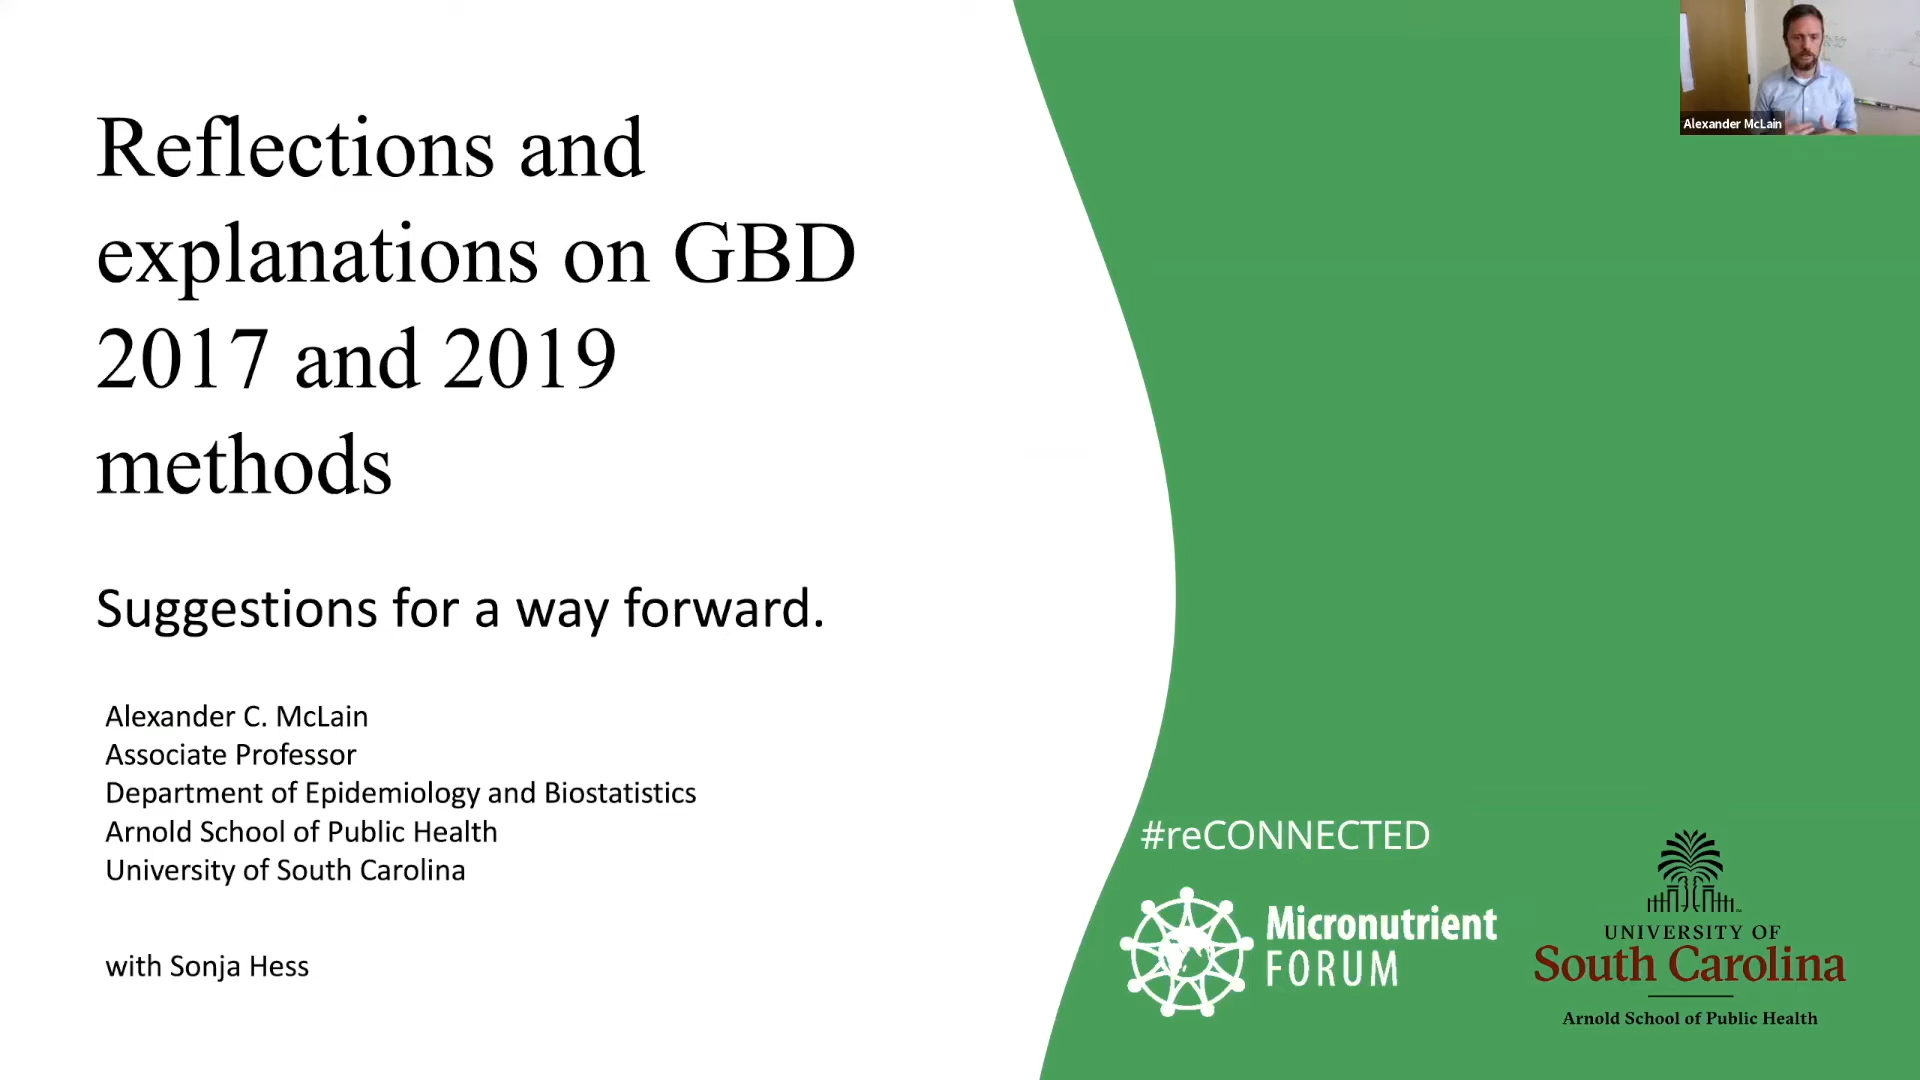 Reflections and
explanations on GBD
2017 and 2019
methods
Suggestions for a way forward.
Alexander C. McLain
Associate Professor
Department of Epidemiology and Biostatistics
Arnold School of Public Health
University of South Carolina
with Sonja Hess
Alexander McLain
#reCONNECTED
Micronutrient
FORUM
UNIVERSITY OF
South Carolina
Arnold School of Public Health